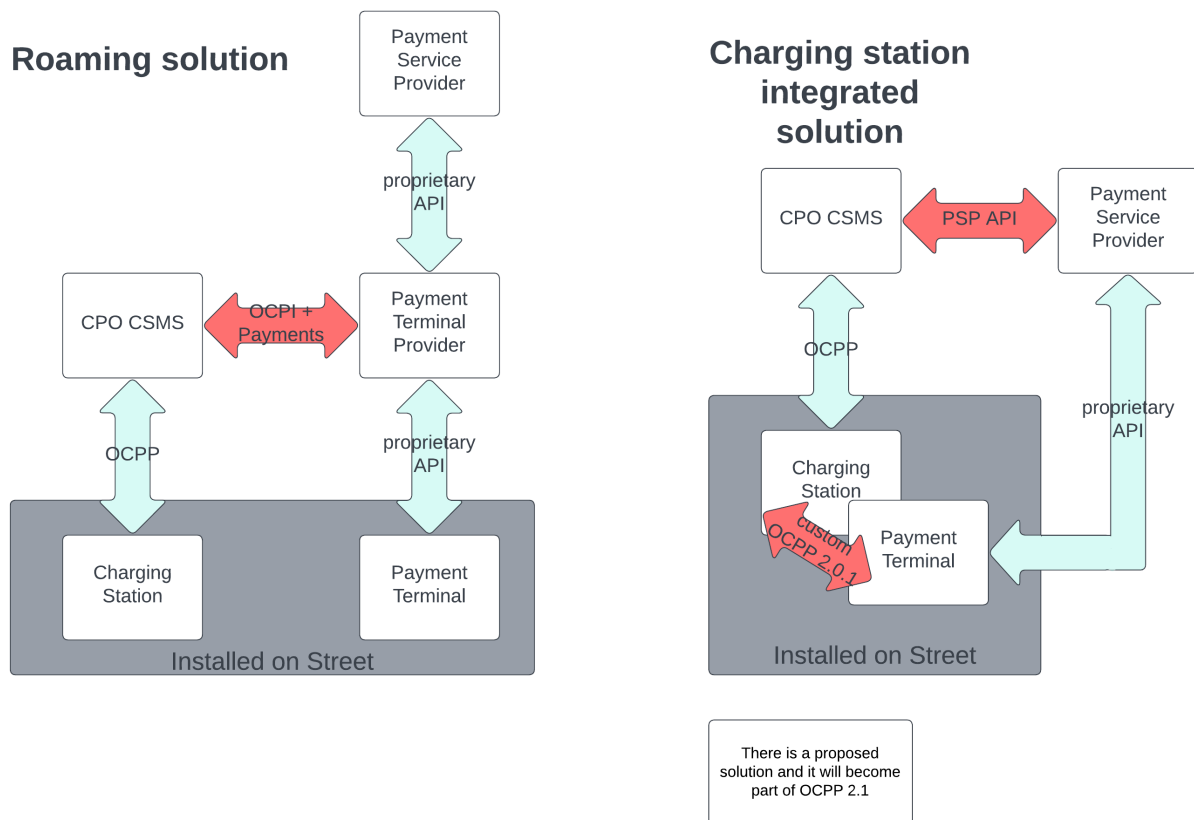 Roaming solution
Payment
Service
Provider
proprietary
API
CPO CSMS
OCPI +
Payments
Payment
Terminal
Provider
OCPP
proprietary
API
Charging
Station
Payment
Terminal
Installed on Street
Charging station
integrated
solution
CPO CSMS
PSP API
Payment
Service
Provider
OCPP
proprietary
API
Charging
Station
custom
OCPP 2.0.1
Payment
Terminal
Installed on Street
There is a proposed
solution and it will become
part of OCPP 2.1